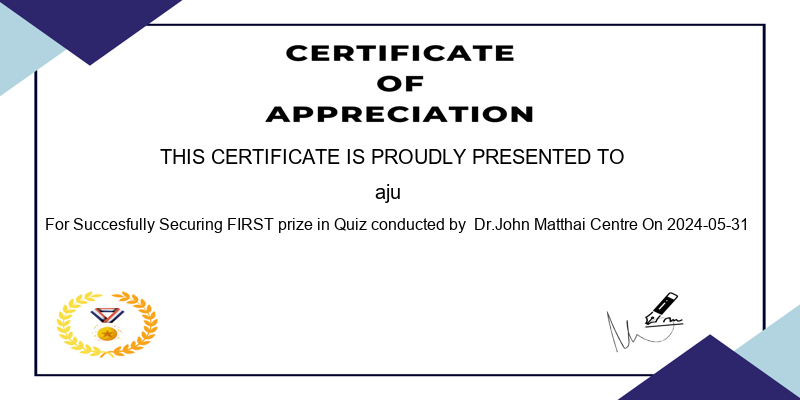 CERTIFICATE
OF
APPRECIATION
THIS CERTIFICATE IS PROUDLY PRESENTED TO
aju
For Succesfully Securing FIRST prize in Quiz conducted by  Dr.John Matthai Centre On 2024-05-31